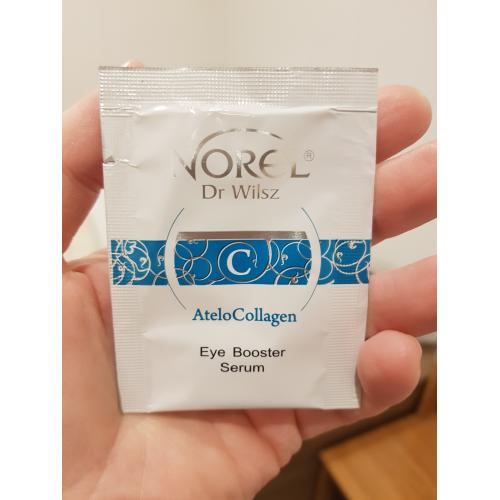 NOREL®
Dr Wilsz
C
AteloCollagen
Eye Booster
Serum